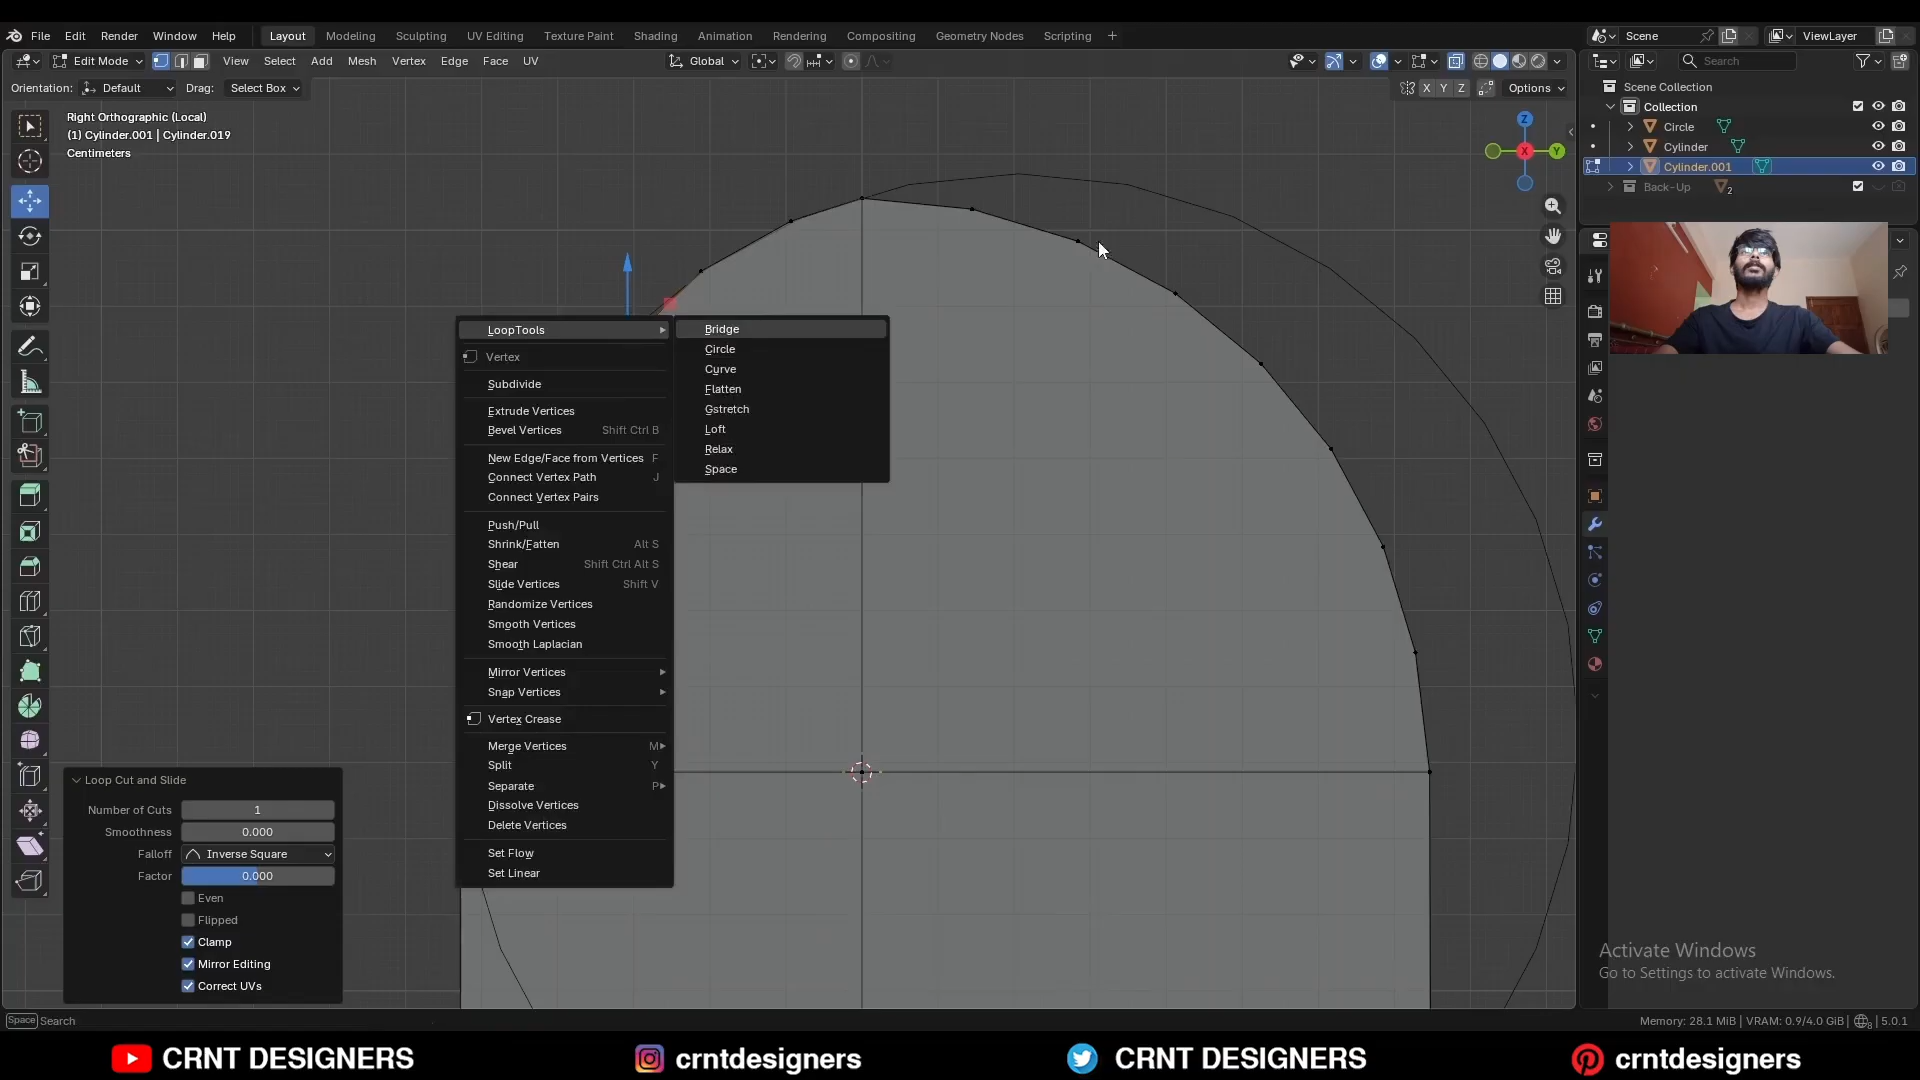 File Edit Render Window Help Layout Modeling Sculpting UV Editing Texture Paint Shading Animation Rendering Compositing Geometry Nodes Scripting + Scene ViewLayer
Edit Mode View Select Add Mesh Vertex Edge Face UV Global Search
Orientation: Default Drag: Select Box X Y Z Options
Right Orthographic (Local)
(1) Cylinder.001 | Cylinder.019
Centimeters
Z
X
Y
Scene Collection
Collection
Circle
Cylinder
Cylinder.001
Back-Up 2
LoopTools
Vertex
Subdivide
Extrude Vertices
Bevel Vertices Shift Ctrl B
New Edge/Face from Vertices F
Connect Vertex Path J
Connect Vertex Pairs
Push/Pull
Shrink/Fatten Alt S
Shear Shift Ctrl Alt S
Slide Vertices Shift V
Randomize Vertices
Smooth Vertices
Smooth Laplacian
Mirror Vertices
Snap Vertices
Vertex Crease
Merge Vertices M
Split Y
Separate P
Dissolve Vertices
Delete Vertices
Set Flow
Set Linear
Bridge
Circle
Curve
Flatten
Gstretch
Loft
Relax
Space
Loop Cut and Slide
Number of Cuts 1
Smoothness 0.000
Falloff Inverse Square
Factor 0.000
Even
Flipped
Clamp
Mirror Editing
Correct UVs
Activate Windows
Go to Settings to activate Windows.
Space Search
Memory: 28.1 MiB | VRAM: 0.9/4.0 GiB | 8 | 5.0.1
CRNT DESIGNERS crntdesigners CRNT DESIGNERS crntdesigners